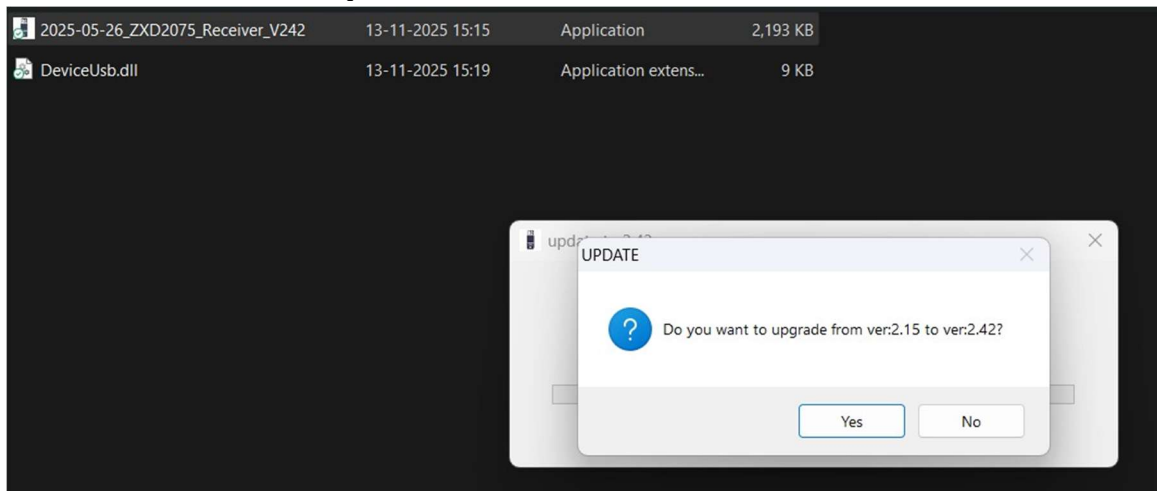 2025-05-26_ZXD2075_Receiver_V242 13-11-2025 15:15 Application 2,193 KB
DeviceUsb.dll 13-11-2025 15:19 Application extens... 9 KB
UPDATE
Do you want to upgrade from ver:2.15 to ver:2.42?
Yes No